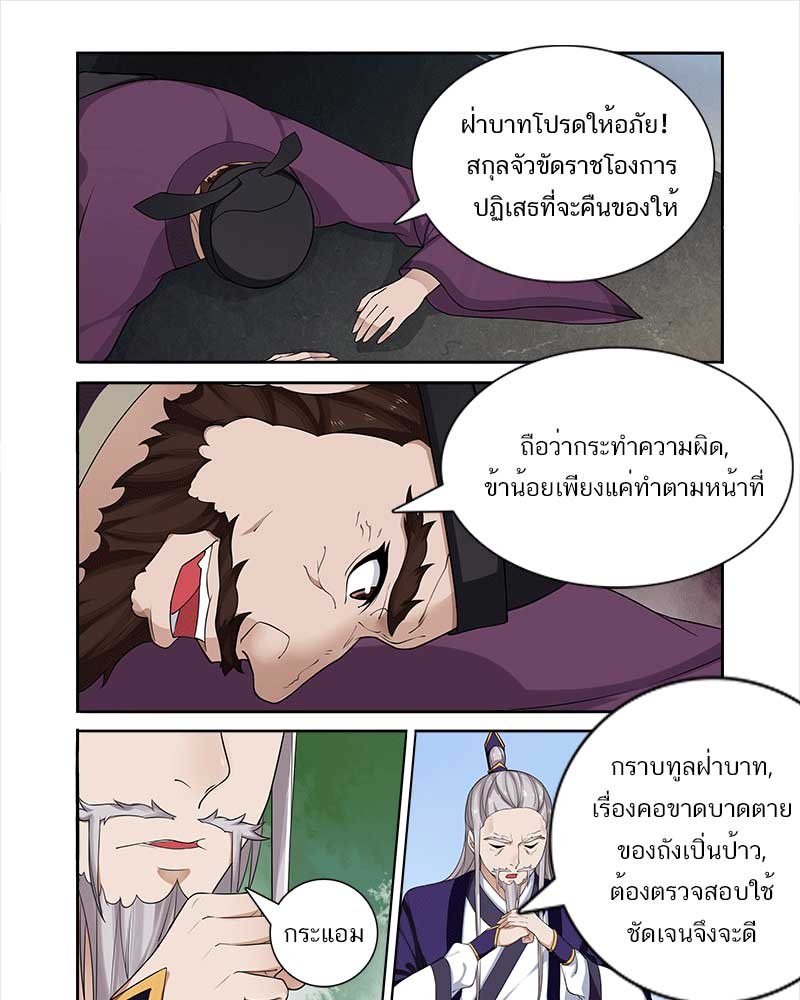 ฝ่าบาทโปรดให้อภัย!
สกุลจัวขัดราชโองการ
ปฏิเสธที่จะคืนของให้
ถือว่ากระทำความผิด,
ข้าน้อยเพียงแค่ทำตามหน้าที่
กระแอม
กราบทูลฝ่าบาท,
เรื่องคอขาดบาดตาย
ของถังเปิ่นป้าว,
ต้องตรวจสอบใช้
ชัดเจนจึงจะดี